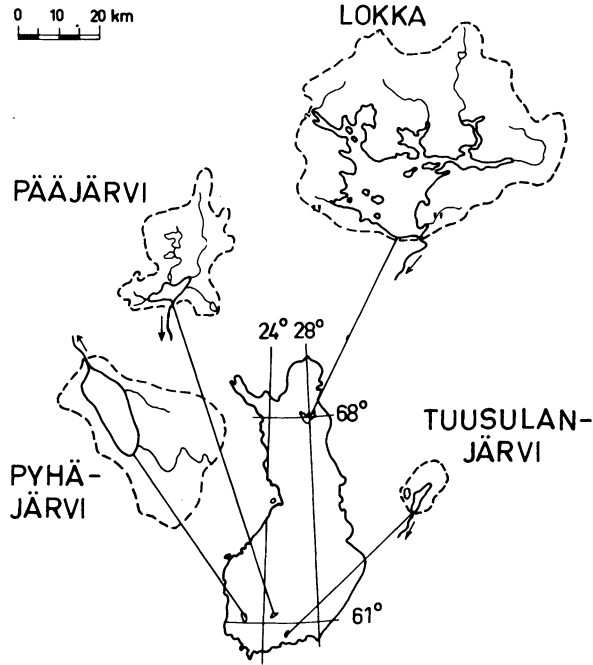 0 10 20 km
LOKKA
PÄÄJÄRVI
24° 28°
68°
TUUSULAN-
JÄRVI
PYHÄ-
JÄRVI
61°